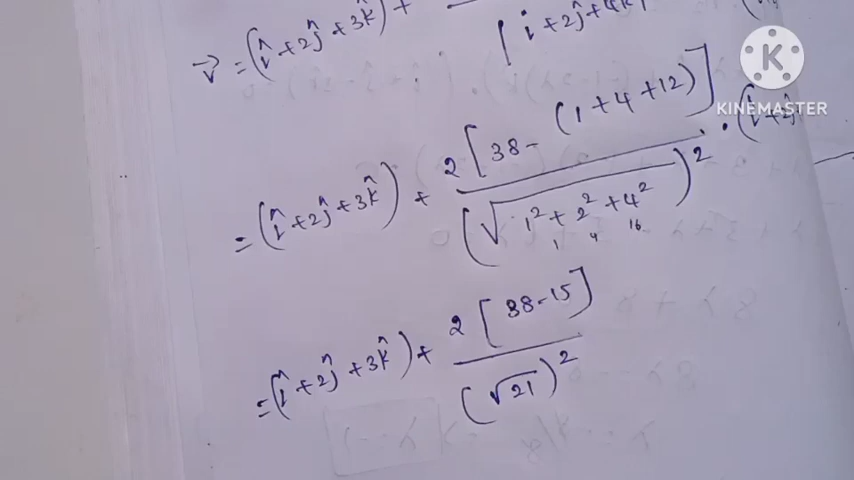 v⃗ = (î + 2ĵ + 3k̂) +
| i + 2ĵ + 4k |
= (î + 2ĵ + 3k̂) + 2[38 - (1 + 4 + 12)] / (√1² + 2² + 4²)² . (î + 2ĵ
1 4 16
= (î + 2ĵ + 3k̂) + 2[38 - 15] / (√21)²
K
KINEMASTER